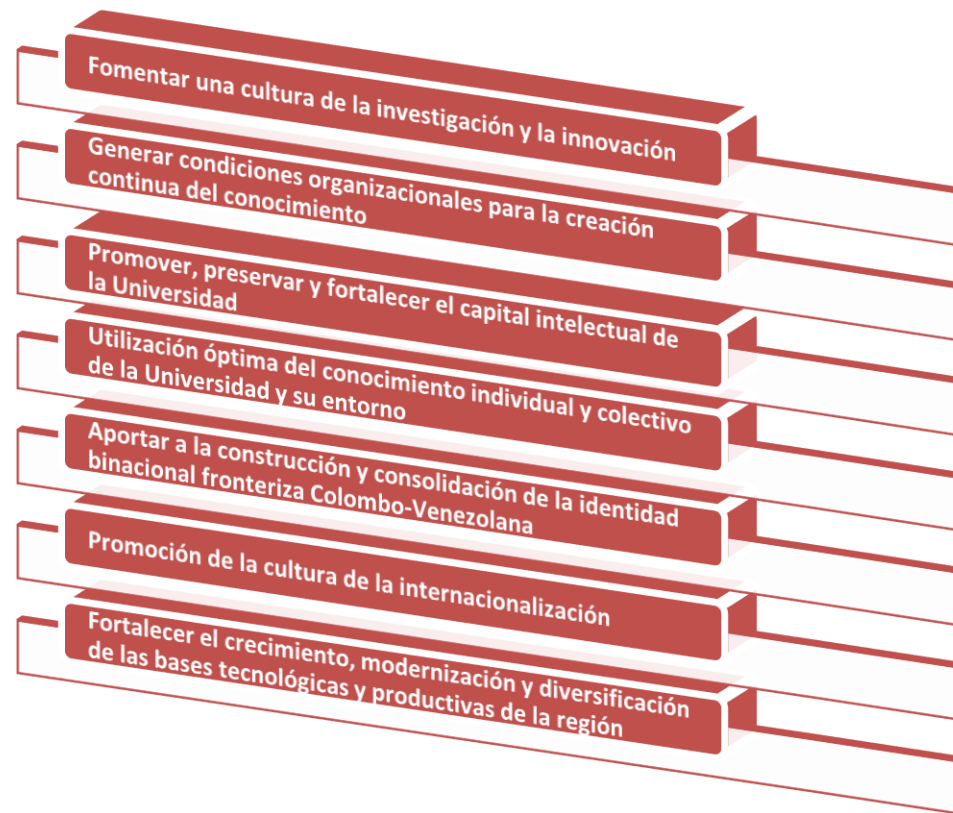 Fomentar una cultura de la investigación y la innovación
Generar condiciones organizacionales para la creación
continua del conocimiento
Promover, preservar y fortalecer el capital intelectual de
la Universidad
Utilización óptima del conocimiento individual y colectivo
de la Universidad y su entorno
Aportar a la construcción y consolidación de la identidad
binacional fronteriza Colombo-Venezolana
Promoción de la cultura de la internacionalización
Fortalecer el crecimiento, modernización y diversificación
de las bases tecnológicas y productivas de la región